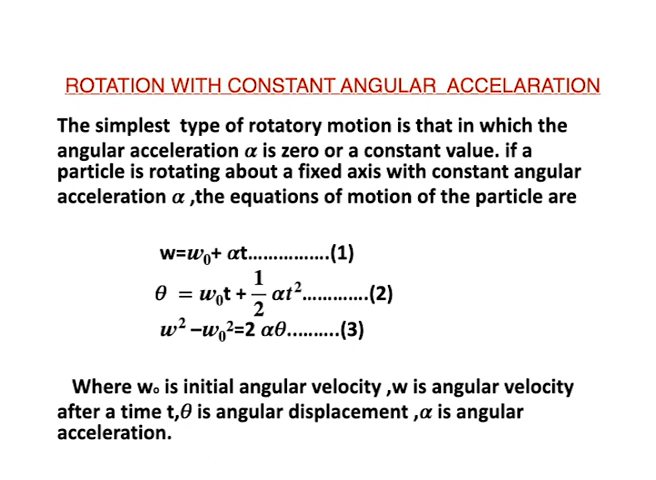 ROTATION WITH CONSTANT ANGULAR ACCELARATION
The simplest type of rotatory motion is that in which the
angular acceleration α is zero or a constant value. if a
particle is rotating about a fixed axis with constant angular
acceleration α ,the equations of motion of the particle are
w=w₀+ αt................(1)
θ = w₀t + 1/2 αt².............(2)
w² –w₀²=2 αθ..........(3)
Where w₀ is initial angular velocity ,w is angular velocity
after a time t,θ is angular displacement ,α is angular
acceleration.